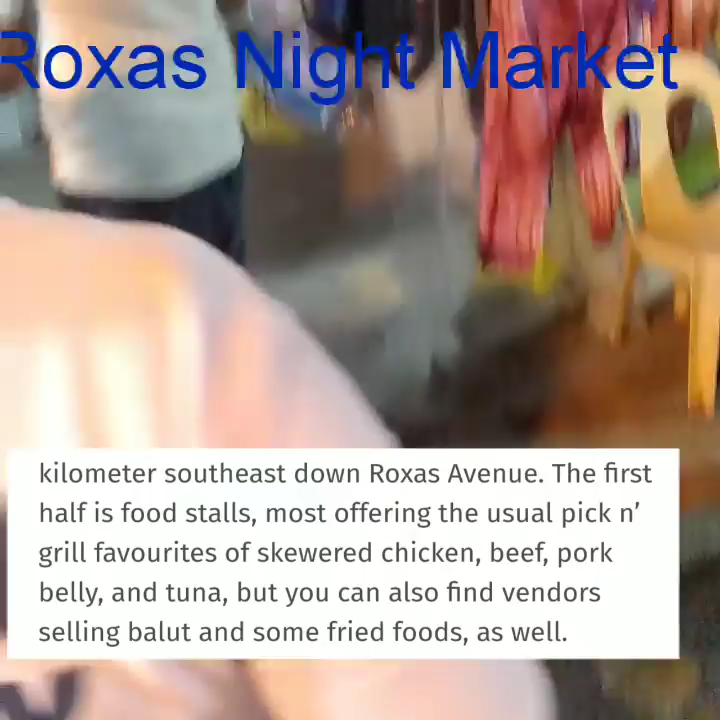 Roxas Night Market
kilometer southeast down Roxas Avenue. The first
half is food stalls, most offering the usual pick n’
grill favourites of skewered chicken, beef, pork
belly, and tuna, but you can also find vendors
selling balut and some fried foods, as well.